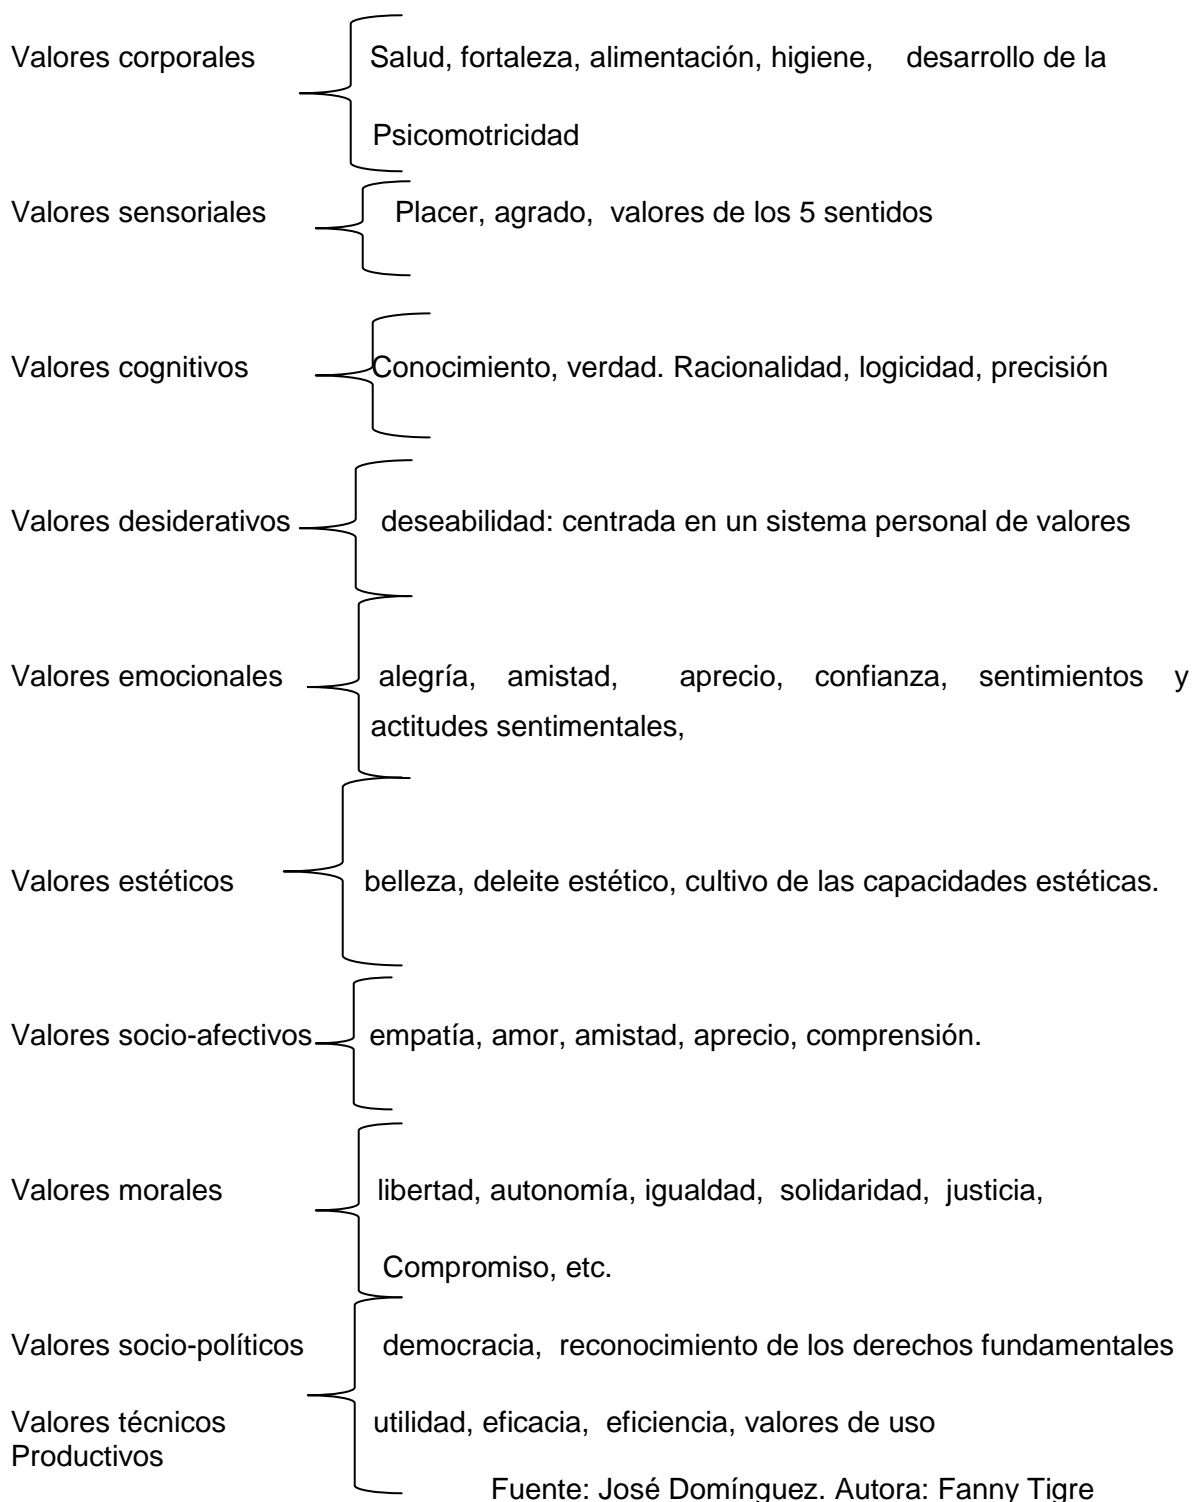 Valores corporales Salud, fortaleza, alimentación, higiene, desarrollo de la
Psicomotricidad
Valores sensoriales Placer, agrado, valores de los 5 sentidos
Valores cognitivos Conocimiento, verdad. Racionalidad, logicidad, precisión
Valores desiderativos deseabilidad: centrada en un sistema personal de valores
Valores emocionales alegría, amistad, aprecio, confianza, sentimientos y
actitudes sentimentales,
Valores estéticos belleza, deleite estético, cultivo de las capacidades estéticas.
Valores socio-afectivos empatía, amor, amistad, aprecio, comprensión.
Valores morales libertad, autonomía, igualdad, solidaridad, justicia,
Compromiso, etc.
Valores socio-políticos democracia, reconocimiento de los derechos fundamentales
Valores técnicos utilidad, eficacia, eficiencia, valores de uso
Productivos
Fuente: José Domínguez. Autora: Fanny Tigre